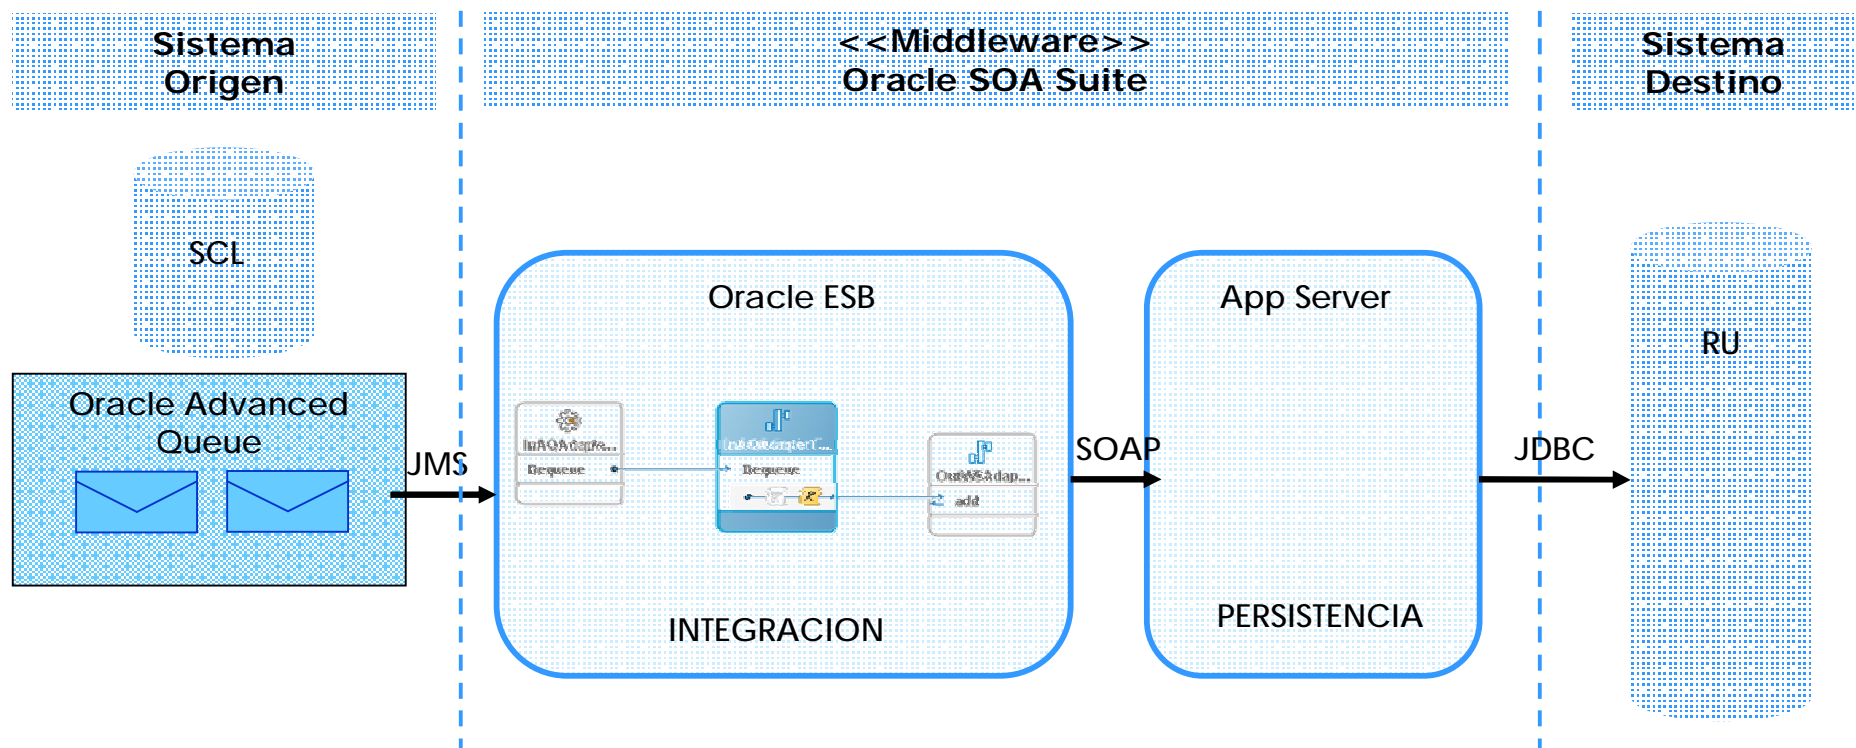 Sistema
Origen
<<Middleware>>
Oracle SOA Suite
Sistema
Destino
SCL
Oracle Advanced
Queue
JMS
Oracle ESB
Dequeue
Dequeue
OutWSAdap...
add
INTEGRACION
SOAP
App Server
PERSISTENCIA
JDBC
RU